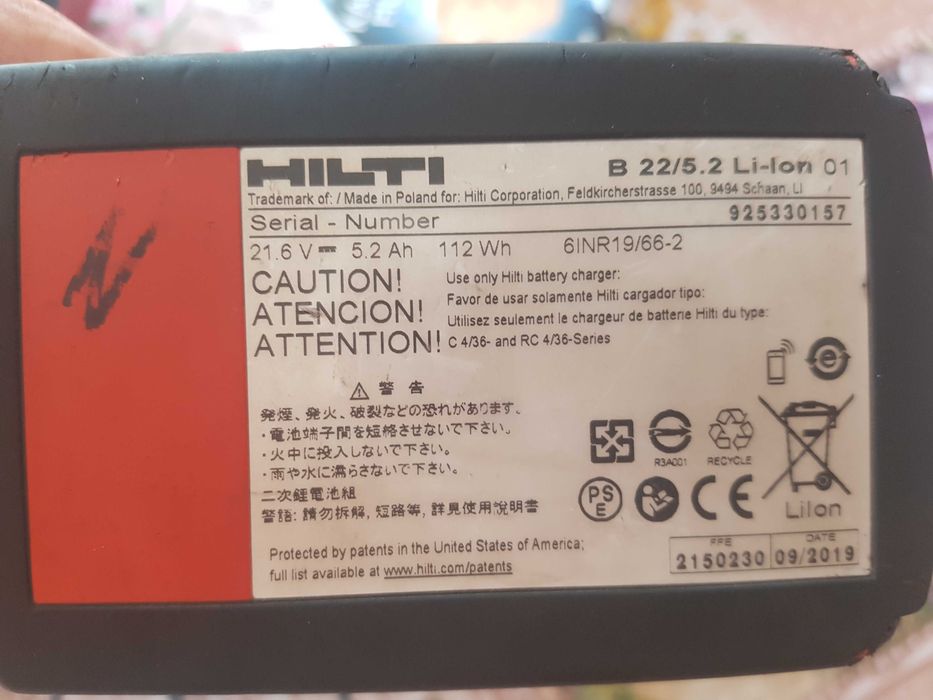 HILTI
B 22/5.2 Li-Ion 01
Trademark of: / Made in Poland for: Hilti Corporation, Feldkircherstrasse 100, 9494 Schaan, LI
Serial - Number 925330157
21.6 V 5.2 Ah 112 Wh 6INR19/66-2
CAUTION!
ATENCION!
ATTENTION!
Use only Hilti battery charger:
Favor de usar solamente Hilti cargador tipo:
Utilisez seulement le chargeur de batterie Hilti du type:
C 4/36- and RC 4/36-Series
警告
発煙、発火、破裂などの恐れがあります。
・電池端子間を短絡させないで下さい。
・火中に投入しないで下さい。
・雨や水に濡らさないで下さい。
二次鋰電池組
警語: 請勿拆解, 短路等, 詳見使用說明書
e
R3A001
RECYCLE
PS
E
CE
LiIon
Protected by patents in the United States of America;
full list available at www.hilti.com/patents
PPE
2150230
DATE
09/2019